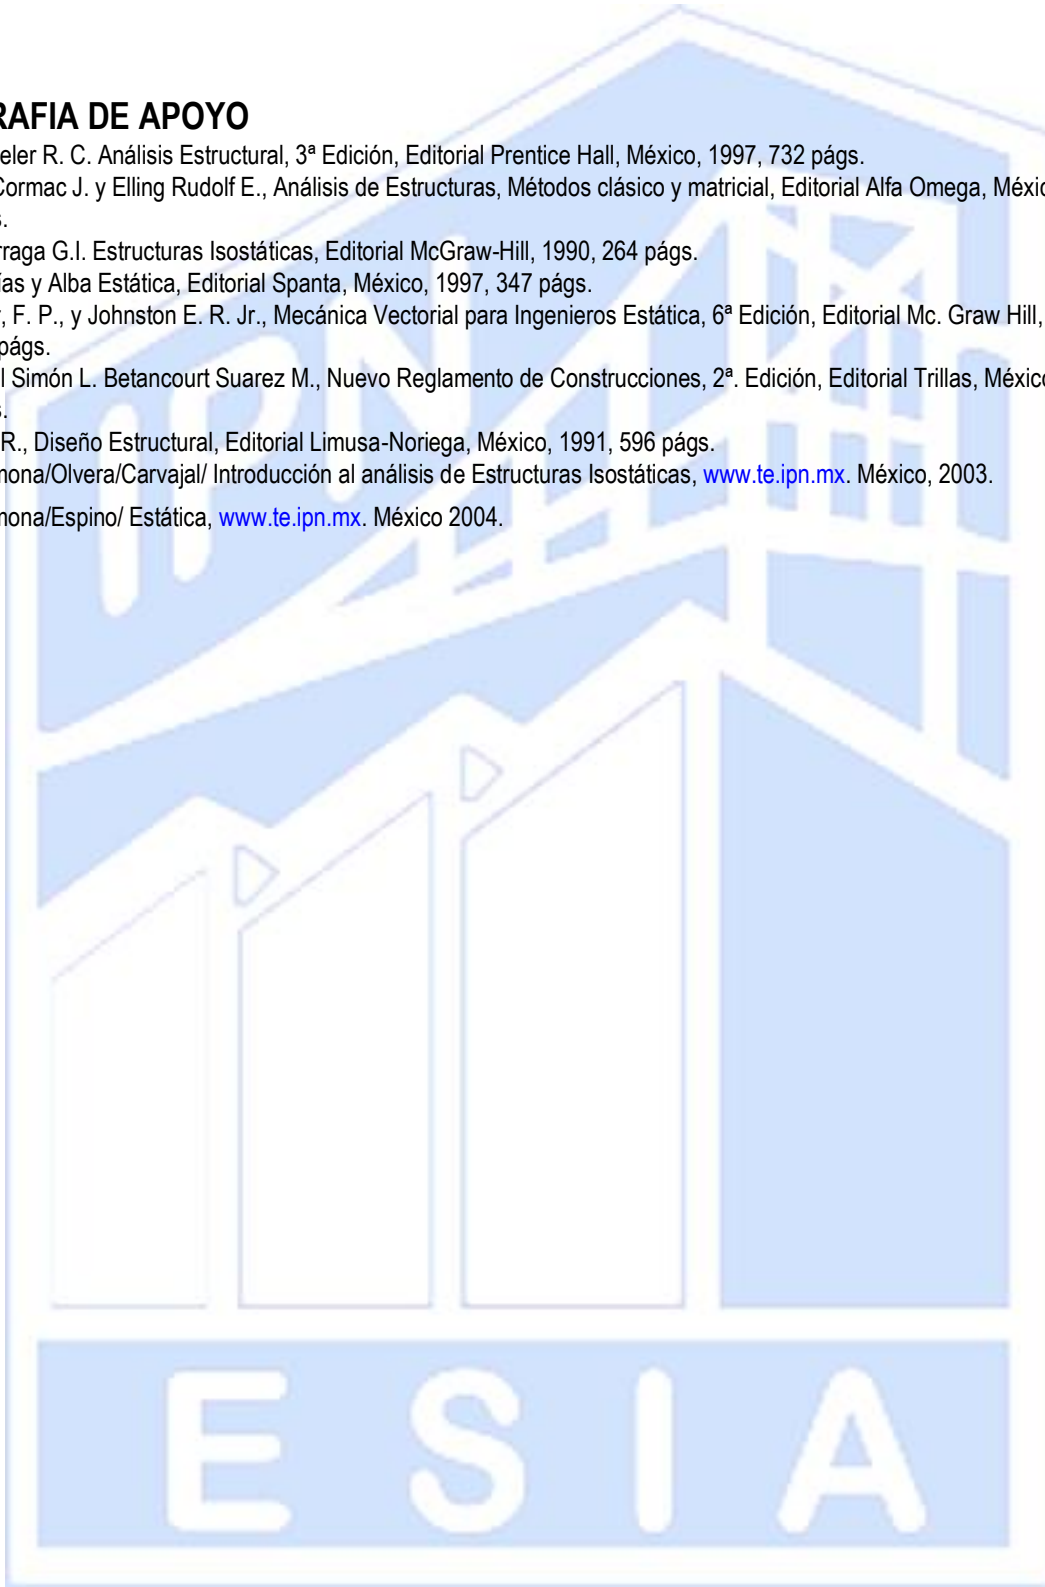 RAFIA DE APOYO
eler R. C. Análisis Estructural, 3ª Edición, Editorial Prentice Hall, México, 1997, 732 págs.
Cormac J. y Elling Rudolf E., Análisis de Estructuras, Métodos clásico y matricial, Editorial Alfa Omega, Méxic
s.
rraga G.I. Estructuras Isostáticas, Editorial McGraw-Hill, 1990, 264 págs.
ías y Alba Estática, Editorial Spanta, México, 1997, 347 págs.
, F. P., y Johnston E. R. Jr., Mecánica Vectorial para Ingenieros Estática, 6ª Edición, Editorial Mc. Graw Hill,
págs.
l Simón L. Betancourt Suarez M., Nuevo Reglamento de Construcciones, 2ª. Edición, Editorial Trillas, México
s.
R., Diseño Estructural, Editorial Limusa-Noriega, México, 1991, 596 págs.
mona/Olvera/Carvajal/ Introducción al análisis de Estructuras Isostáticas, www.te.ipn.mx. México, 2003.
mona/Espino/ Estática, www.te.ipn.mx. México 2004.
IPN
ESIA